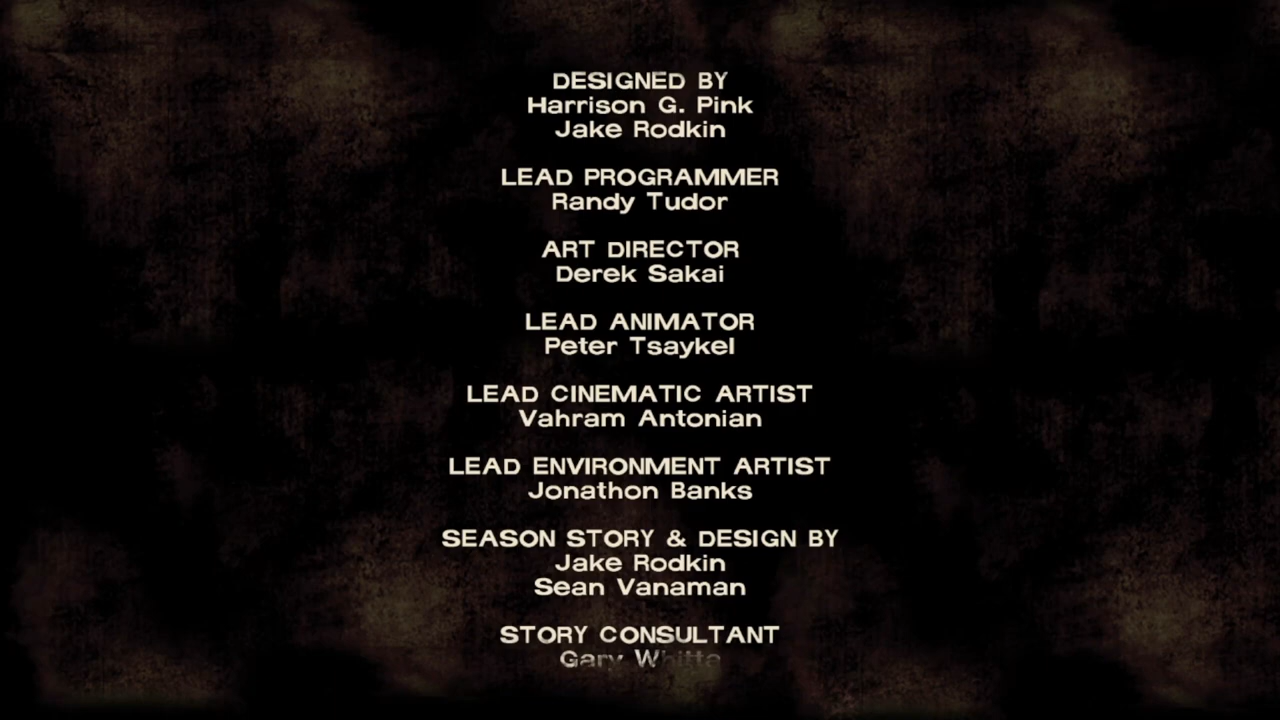 DESIGNED BY
Harrison G. Pink
Jake Rodkin
LEAD PROGRAMMER
Randy Tudor
ART DIRECTOR
Derek Sakai
LEAD ANIMATOR
Peter Tsaykel
LEAD CINEMATIC ARTIST
Vahram Antonian
LEAD ENVIRONMENT ARTIST
Jonathon Banks
SEASON STORY & DESIGN BY
Jake Rodkin
Sean Vanaman
STORY CONSULTANT
Gary Whitta